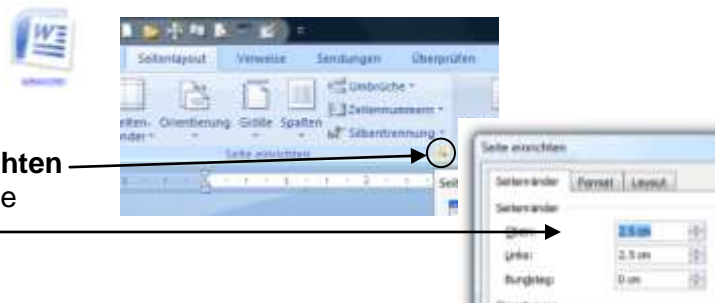 W
Seitenlayout Verweise Sendungen Überprüfen
Umbrüche
Zeilennummern
Orientierung Größe Spalten
Silbentrennung
Seite einrichten
chten
e
Seite einrichten
Seitenränder Format Layout
Seitenränder
Oben: 2.5 cm
Links: 2.5 cm
Bundsteg: 0 cm